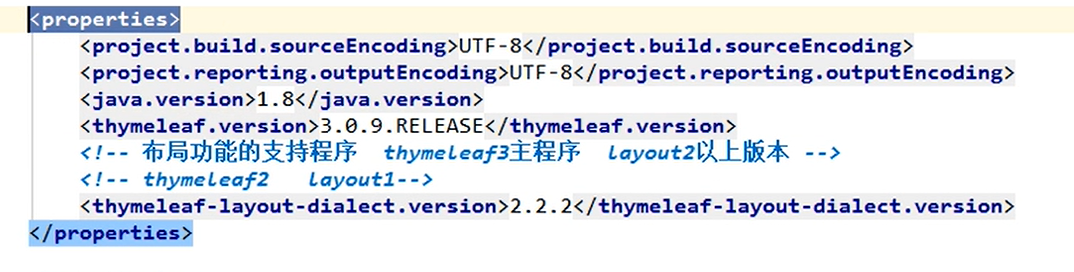 <properties>
<project.build.sourceEncoding>UTF-8</project.build.sourceEncoding>
<project.reporting.outputEncoding>UTF-8</project.reporting.outputEncoding>
<java.version>1.8</java.version>
<thymeleaf.version>3.0.9.RELEASE</thymeleaf.version>
<!-- 布局功能的支持程序  thymeleaf3主程序  layout2以上版本 -->
<!-- thymeleaf2   layout1-->
<thymeleaf-layout-dialect.version>2.2.2</thymeleaf-layout-dialect.version>
</properties>